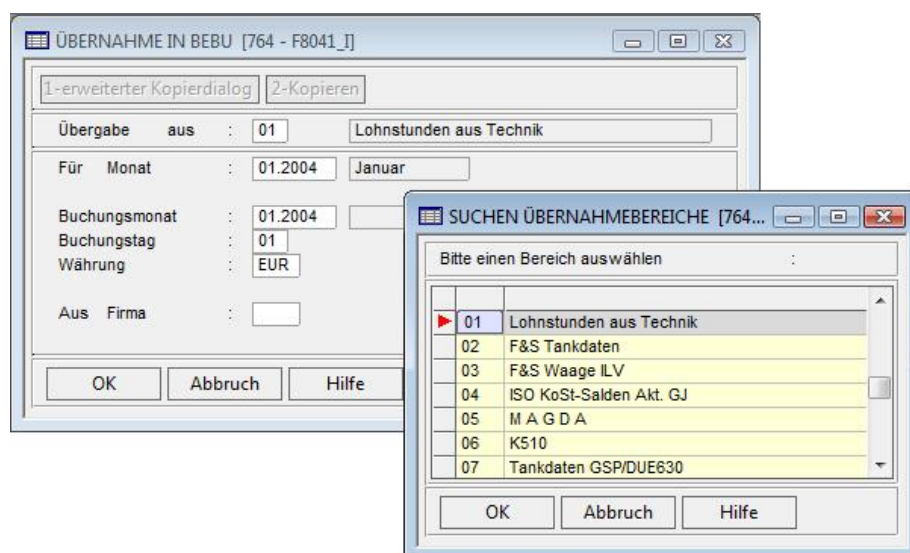 ÜBERNAHME IN BEBU [764 - F8041_I]
1-erweiterter Kopierdialog 2-Kopieren
Übergabe aus : 01 Lohnstunden aus Technik
Für Monat : 01.2004 Januar
Buchungsmonat : 01.2004
Buchungstag : 01
Währung : EUR
Aus Firma :
OK Abbruch Hilfe
SUCHEN ÜBERNAHMEBEREICHE [764...
Bitte einen Bereich auswählen :
01 Lohnstunden aus Technik
02 F&S Tankdaten
03 F&S Waage ILV
04 ISO KoSt-Salden Akt. GJ
05 M A G D A
06 K510
07 Tankdaten GSP/DUE630
OK Abbruch Hilfe